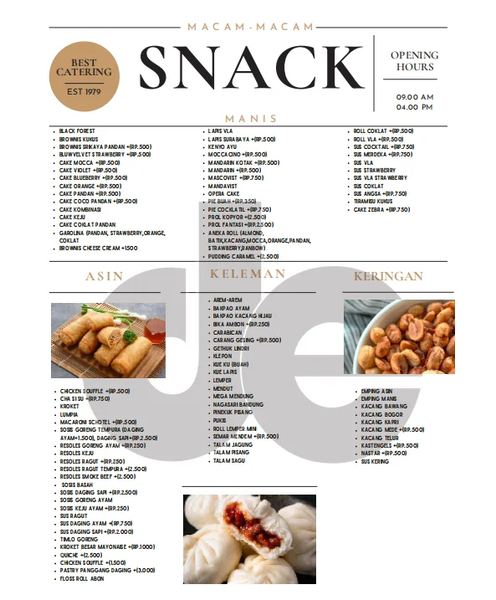 MACAM-MACAM
BEST
CATERING
EST 1979
SNACK
OPENING
HOURS
09.00 AM
04.00 PM
MANIS
BLACK FOREST
BROWNIS KUKUS
BROWNIS SRIKAYA PANDAN +(RP.500)
BLUWVELVET STRAWBERRY +(RP.500)
CAKE MOCCA +(RP.500)
CAKE VIOLET +(RP.500)
CAKE BLUEBERRY +(RP.500)
CAKE ORANGE +(RP.500)
CAKE PANDAN +(RP.500)
CAKE COCO PANDAN +(RP.500)
CAKE KOMBINASI
CAKE KEJU
CAKE COKLAT PANDAN
GAROLINA (PANDAN, STRAWBERRY,ORANGE,
COKLAT
BROWNIS CHEESE CREAM +1500
LAPIS VLA
LAPIS SURABAYA +(RP.500)
KENYO AYU
MOCCACINO +(RP.500)
MANDARIN KOTAK +(RP.500)
MANDARIN +(RP.500)
MASCOVIST +(RP.750)
MANDAVIST
OPERA CAKE
PIE BUAH +(RP.350)
PIE COCKLATIL +(RP.750)
PROL KOPYOR +(2.500)
PROL FANTASI +(RP.2.500)
ANEKA ROLL (ALMOND,
BATIK,KACANG,MOCCA,ORANGE,PANDAN,
STRAWBERRY,RAINBOW)
PUDDING CARAMEL +(1.500)
ROLL COKLAT +(RP.500)
ROLL VLA +(RP.500)
SUS COCKTAIL +(RP.750)
SUS MERDEKA +(RP.750)
SUS VLA
SUS STRAWBERRY
SUS VLA STRAWBERRY
SUS COKLAT
SUS ANGSA +(RP.750)
TIRAMISU KUKUS
CAKE ZEBRA +(RP.750)
ASIN
CHICKEN SOUFFLE +(RP.500)
CHA SI SU +(RP.750)
KROKET
LUMPIA
MACARONI SCHOTEL +(RP.500)
SOSIS GORENG TEMPURA (DAGING
AYAM+1.500), DAGING SAPI+(RP.2.500)
RESOLES GORENG AYAM +(RP.250)
RESOLES KEJU
RESOLES RAGUT +(RP.250)
RESOLES RAGUT TEMPURA +(2.500)
RESOLES SMOKE BEEF +(2.500)
SOSIS BASAH
SOSIS DAGING SAPI +(RP.2.500)
SOSIS GORENG AYAM
SOSIS KEJU AYAM +(RP.250)
SUS RAGUT
SUS DAGING AYAM +(RP.750)
SUS DAGING SAPI +(RP.2.000)
TIMLO GORENG
KROKET BESAR MAYONAISE +(RP.1000)
QUICHE +(2.500)
CHICKEN SOUFFLE +(1.500)
PASTRY PANGGANG DAGING +(3.000)
FLOSS ROLL ABON
KELEMAN
AREM-AREM
BAKPAO AYAM
BAKPAO KACANG HIJAU
BIKA AMBON +(RP.250)
CARABICAN
CARANG GESING +(RP.500)
GETHUK LINDRI
KLEPON
KUE KU (BUAH)
KUE LAPIS
LEMPER
MENDUT
MEGA MENDUNG
NAGASARI BANDUNG
PINEKUK PISANG
PUKIS
ROLL LEMPER MINI
SEMAR MENDEM +(RP.500)
TALAM JAGUNG
TALAM PISANG
TALAM SAGU
KERINGAN
EMPING ASIN
EMPING MANIS
KACANG BAWANG
KACANG BOGOR
KACANG KAPRI
KACANG MEDE +(RP.500)
KACANG TELUR
KASTENGELS +(RP.500)
NASTAR +(RP.500)
SUS KERING